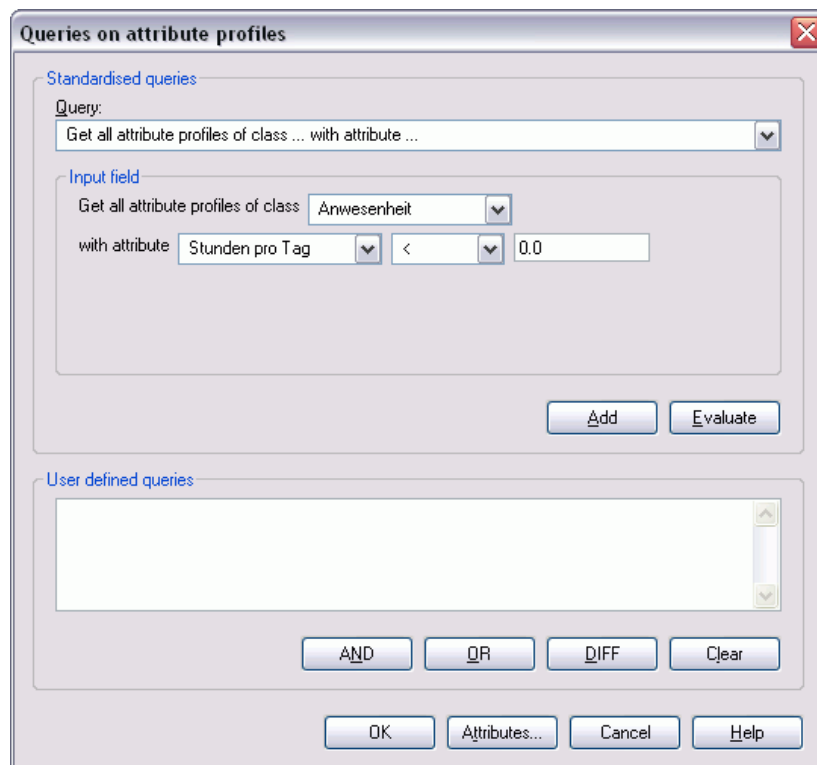 Queries on attribute profiles
Standardised queries
Query:
Get all attribute profiles of class ... with attribute ...
Input field
Get all attribute profiles of class Anwesenheit
with attribute Stunden pro Tag < 0.0
Add Evaluate
User defined queries
AND OR DIFF Clear
OK Attributes... Cancel Help